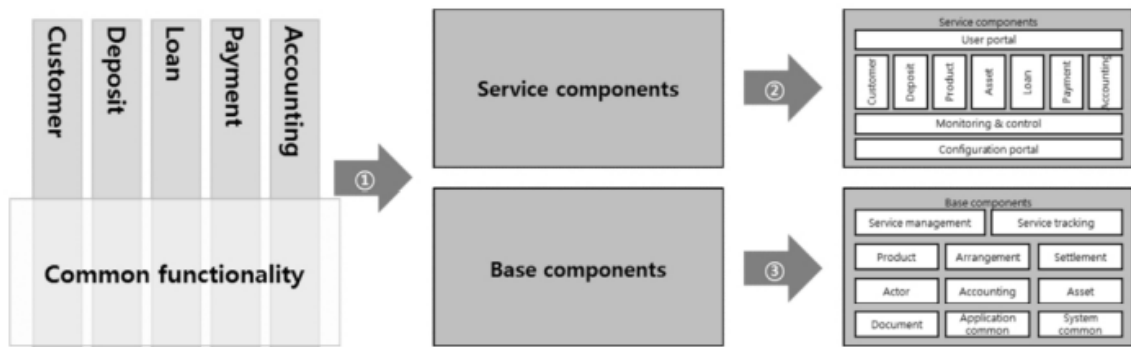 Customer
Deposit
Loan
Payment
Accounting
Common functionality
①
Service components
Base components
②
③
Service components
User portal
Customer
Deposit
Product
Asset
Loan
Payment
Accounting
Monitoring & control
Configuration portal
Base components
Service management
Service tracking
Product
Arrangement
Settlement
Actor
Accounting
Asset
Document
Application
common
System
common